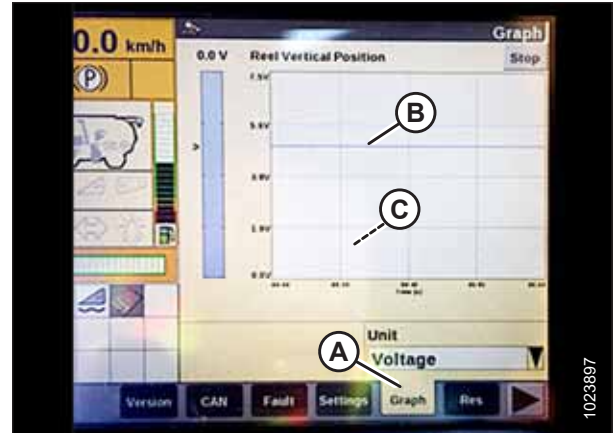 0.0 km/h
Graph
0.0 V
Reel Vertical Position
Stop
(P)
B
C
A
Unit
Voltage
Version
CAN
Fault
Settings
Graph
Res
1023897